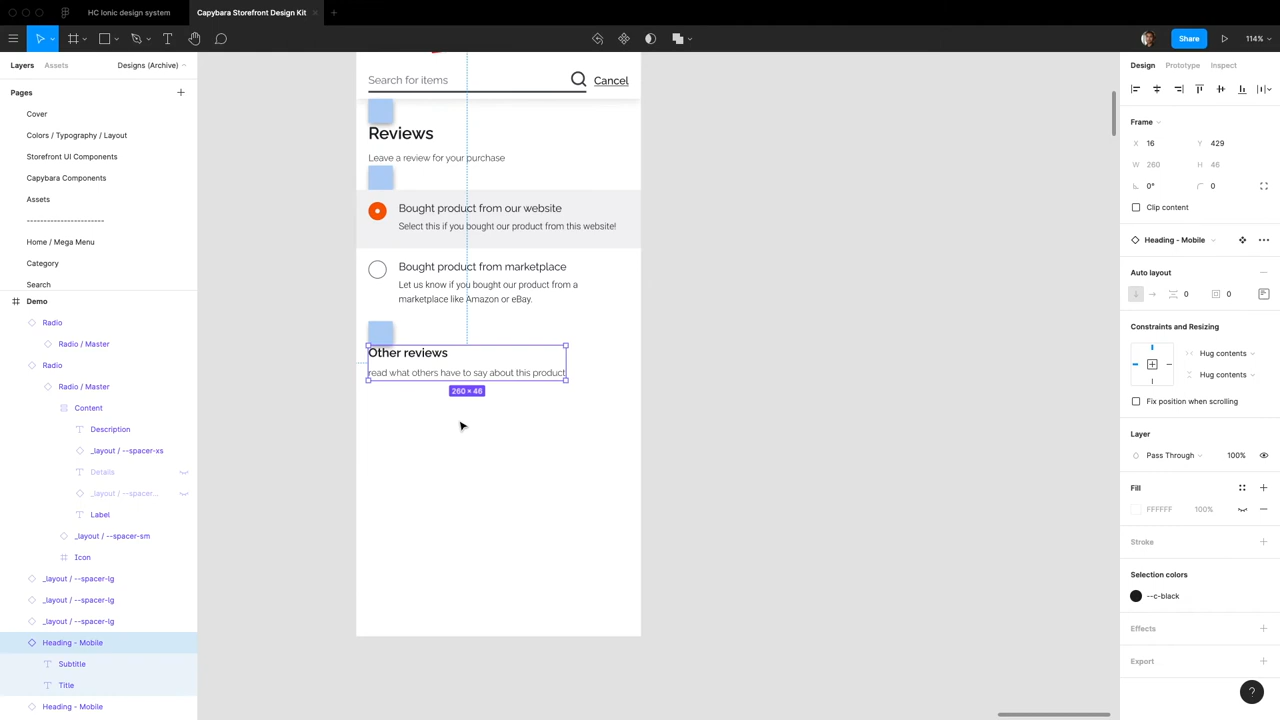 HC Ionic design system
Capybara Storefront Design Kit
Share
114%
Layers
Assets
Designs (Archive)
Pages
Cover
Colors / Typography / Layout
Storefront UI Components
Capybara Components
Assets
-----------------------
Home / Mega Menu
Category
Search
Demo
Radio
Radio / Master
Radio
Radio / Master
Content
Description
_layout / --spacer-xs
Details
_layout / --spacer...
Label
_layout / --spacer-sm
Icon
_layout / --spacer-lg
_layout / --spacer-lg
_layout / --spacer-lg
Heading - Mobile
Subtitle
Title
Heading - Mobile
Search for items
Cancel
Reviews
Leave a review for your purchase
Bought product from our website
Select this if you bought our product from this website!
Bought product from marketplace
Let us know if you bought our product from a
marketplace like Amazon or eBay.
Other reviews
read what others have to say about this product
260 × 46
Design
Prototype
Inspect
Frame
X 16 Y 429
W 260 H 46
0° 0
Clip content
Heading - Mobile
Auto layout
0 0
Constraints and Resizing
Hug contents
Hug contents
Fix position when scrolling
Layer
Pass Through 100%
Fill
FFFFFF 100%
Stroke
Selection colors
--c-black
Effects
Export
?